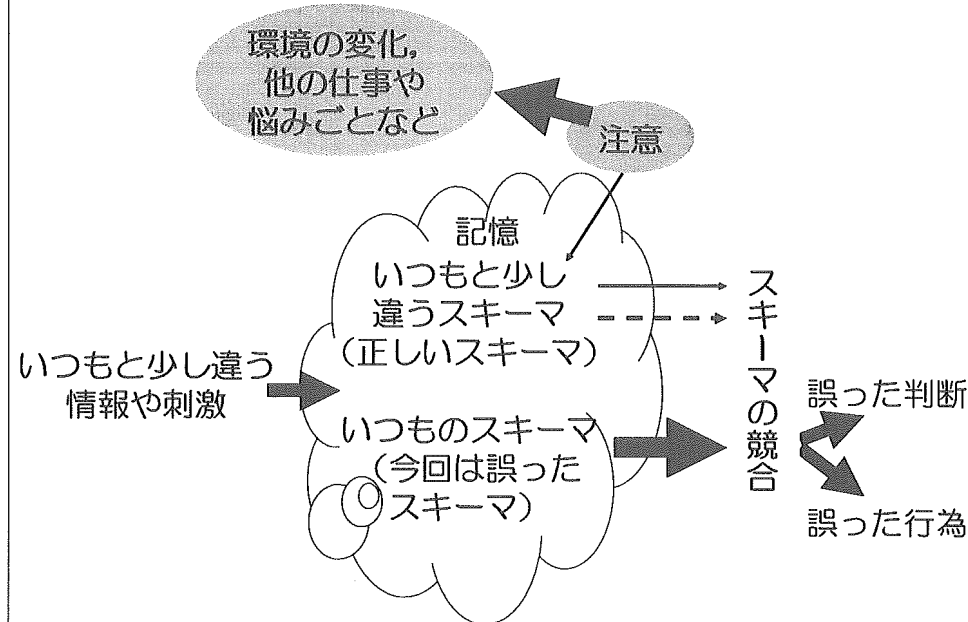 環境の変化,
他の仕事や
悩みごとなど
注意
記憶
いつもと少し
違うスキーマ
（正しいスキーマ）
いつもと少し違う
情報や刺激
いつものスキーマ
（今回は誤った
スキーマ）
スキーマの競合
誤った判断
誤った行為